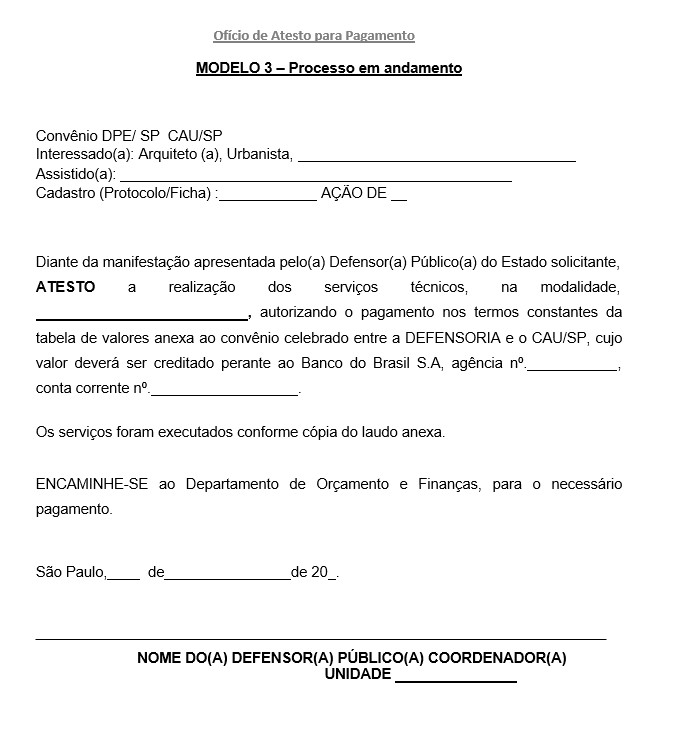 Ofício de Atesto para Pagamento
MODELO 3 – Processo em andamento
Convênio DPE/ SP CAU/SP
Interessado(a): Arquiteto (a), Urbanista, __________________________________
Assistido(a): ________________________________________________
Cadastro (Protocolo/Ficha) :____________ AÇÃO DE __
Diante da manifestação apresentada pelo(a) Defensor(a) Público(a) do Estado solicitante,
ATESTO a realização dos serviços técnicos, na modalidade,
__________________________, autorizando o pagamento nos termos constantes da
tabela de valores anexa ao convênio celebrado entre a DEFENSORIA e o CAU/SP, cujo
valor deverá ser creditado perante ao Banco do Brasil S.A, agência nº.___________,
conta corrente nº.__________________.
Os serviços foram executados conforme cópia do laudo anexa.
ENCAMINHE-SE ao Departamento de Orçamento e Finanças, para o necessário
pagamento.
São Paulo,____ de________________de 20_.
______________________________________________________________________
NOME DO(A) DEFENSOR(A) PÚBLICO(A) COORDENADOR(A)
UNIDADE _______________